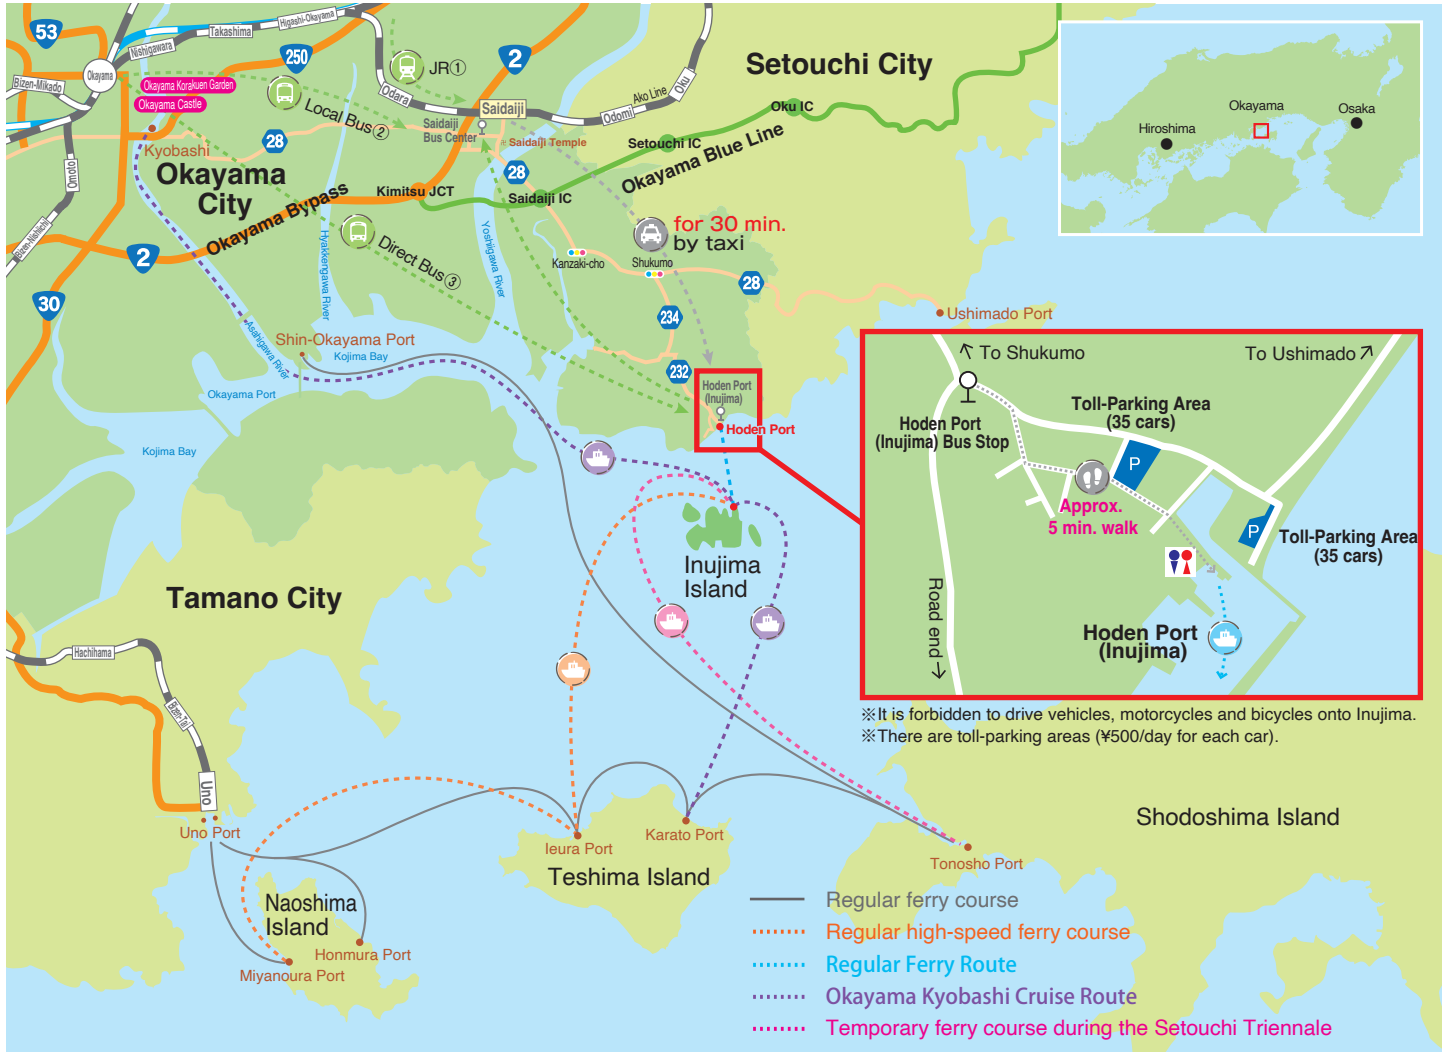 53
Takashima
Higashi-Okayama
Nishigawara
250
2
JR①
Setouchi City
Okayama
Bizen-Mikado
Okayama Korakuen Garden
Okayama Castle
Local Bus②
Odara
Saidaiji
Saidaiji
Bus Center
Ako Line
Oku
Odomi
Oku IC
Okayama
Osaka
Hiroshima
28
Kyobashi
Saidaiji Temple
Setouchi IC
Okayama Blue Line
Omoto
Okayama
City
28
Kimitsu JCT
Saidaiji IC
Okayama Bypass
Bizen-Nishiichi
2
Hyakkengawa River
Direct Bus③
Yoshiigawa River
for 30 min.
by taxi
Kanzaki-cho
Shukumo
28
30
234
Ushimado Port
Asahigawa River
Shin-Okayama Port
Kojima Bay
232
Okayama Port
Hoden Port
(Inujima)
Hoden Port
Kojima Bay
To Shukumo
To Ushimado
Hoden Port
(Inujima) Bus Stop
Toll-Parking Area
(35 cars)
P
Approx.
5 min. walk
P
Toll-Parking Area
(35 cars)
Road end
Hoden Port
(Inujima)
Inujima
Island
Tamano City
Hachihama
Bizen-Tai
Uno
※It is forbidden to drive vehicles, motorcycles and bicycles onto Inujima.
※There are toll-parking areas (¥500/day for each car).
Uno Port
Ieura Port
Karato Port
Teshima Island
Tonosho Port
Shodoshima Island
Naoshima
Island
Honmura Port
Miyanoura Port
Regular ferry course
Regular high-speed ferry course
Regular Ferry Route
Okayama Kyobashi Cruise Route
Temporary ferry course during the Setouchi Triennale